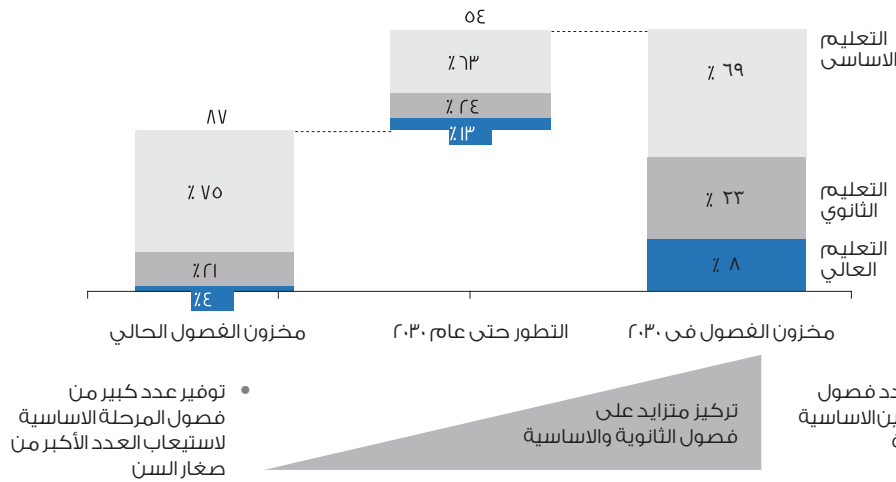 ٥٤
٨٧
٪ ٦٣
٪ ٢٤
٪ ١٣
٪ ٦٩
٪ ٢٣
٪ ٨
٪ ٧٥
٪ ٢١
٪ ٤
التعليم
الاساسى
التعليم
الثانوي
التعليم
العالي
مخزون الفصول الحالي
التطور حتى عام ٢٠٣٠
مخزون الفصول فى ٢٠٣٠
• توفير عدد كبير من
فصول المرحلة الاساسية
لاستيعاب العدد الأكبر من
صغار السن
تركيز متزايد على
فصول الثانوية والاساسية
فصول
الاساسية